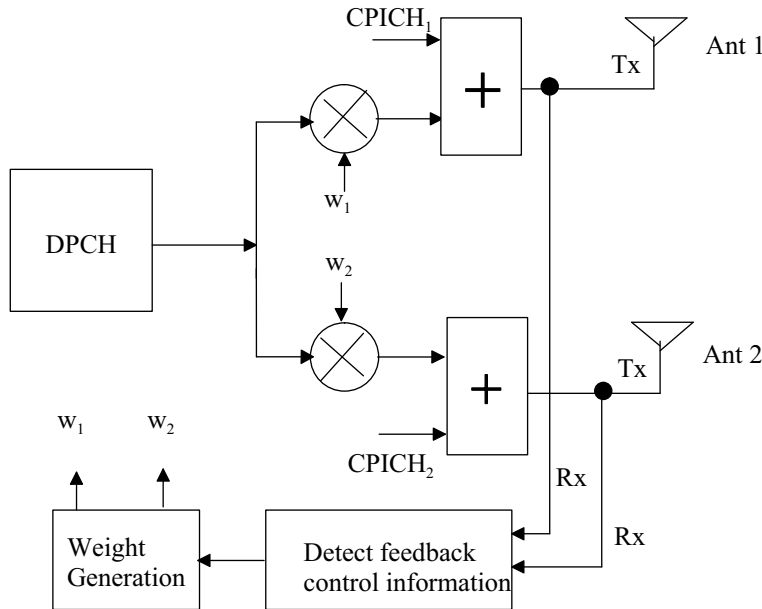 CPICH₁
Ant 1
Tx
+
w₁
DPCH
w₂
Ant 2
Tx
+
w₁ w₂
CPICH₂
Rx
Rx
Weight
Generation
Detect feedback
control information